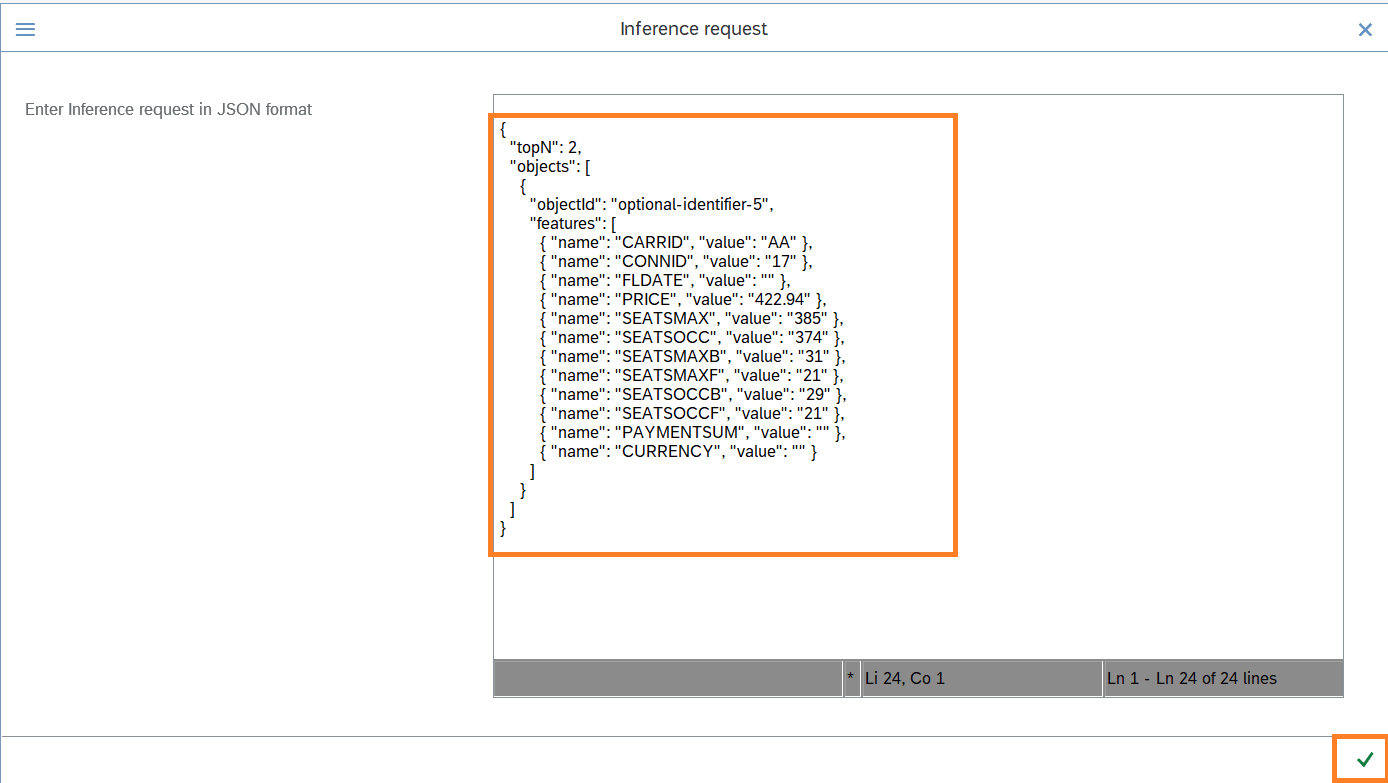 Inference request
Enter Inference request in JSON format
{
"topN": 2,
"objects": [
{
"objectId": "optional-identifier-5",
"features": [
{ "name": "CARRID", "value": "AA" },
{ "name": "CONNID", "value": "17" },
{ "name": "FLDATE", "value": "" },
{ "name": "PRICE", "value": "422.94" },
{ "name": "SEATSMAX", "value": "385" },
{ "name": "SEATSOCC", "value": "374" },
{ "name": "SEATSMAXB", "value": "31" },
{ "name": "SEATSMAXF", "value": "21" },
{ "name": "SEATSOCCB", "value": "29" },
{ "name": "SEATSOCCF", "value": "21" },
{ "name": "PAYMENTSUM", "value": "" },
{ "name": "CURRENCY", "value": "" }
]
}
]
}
* Li 24, Co 1 Ln 1 - Ln 24 of 24 lines